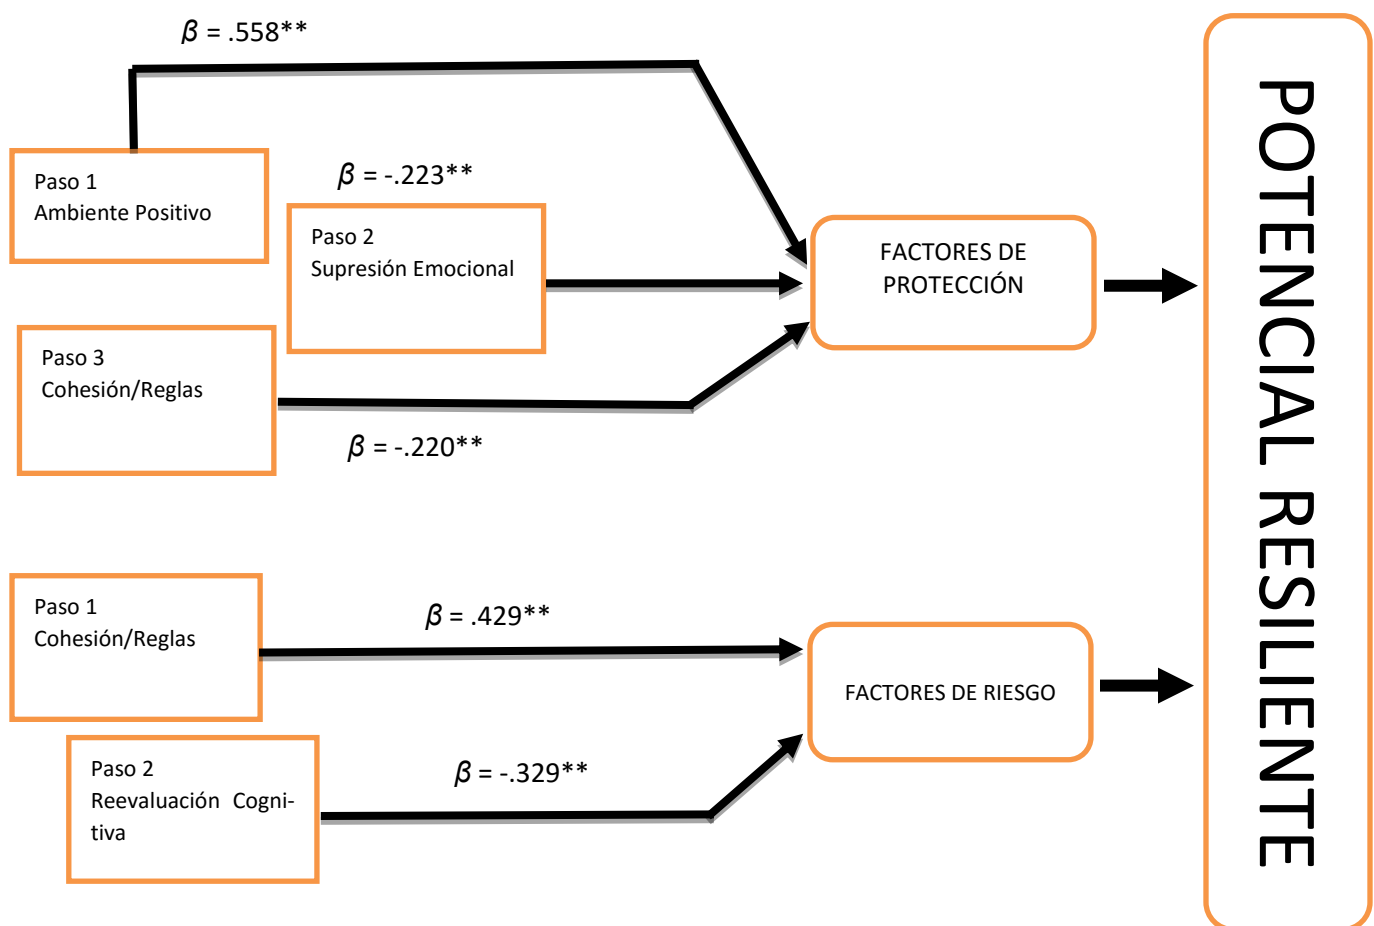 β = .558**
Paso 1
Ambiente Positivo
β = -.223**
Paso 2
Supresión Emocional
Paso 3
Cohesión/Reglas
β = -.220**
FACTORES DE
PROTECCIÓN
Paso 1
Cohesión/Reglas
β = .429**
Paso 2
Reevaluación Cogni-
tiva
β = -.329**
FACTORES DE RIESGO
POTENCIAL RESILIENTE